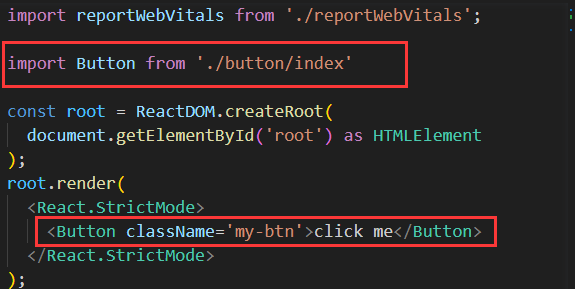 import reportWebVitals from './reportWebVitals';
import Button from './button/index'
const root = ReactDOM.createRoot(
document.getElementById('root') as HTMLElement
);
root.render(
<React.StrictMode>
<Button className='my-btn'>click me</Button>
</React.StrictMode>
);